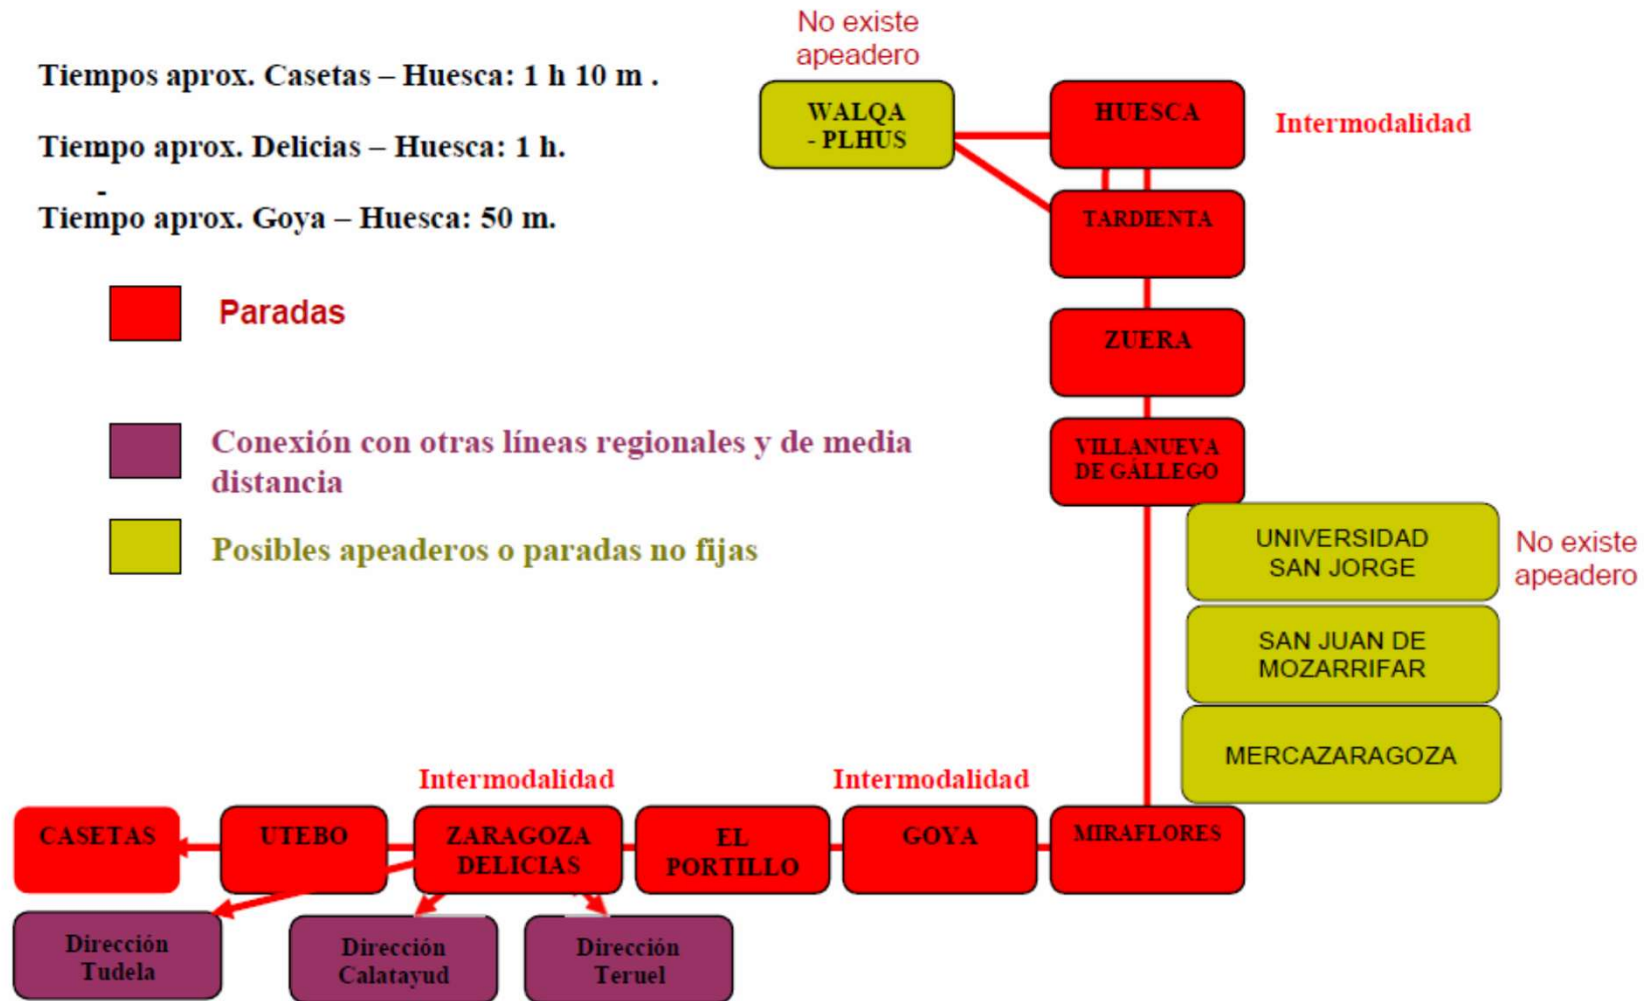 No existe
apeadero
Tiempos aprox. Casetas – Huesca: 1 h 10 m .
WALQA
- PLHUS
HUESCA
Intermodalidad
Tiempo aprox. Delicias – Huesca: 1 h.
-
Tiempo aprox. Goya – Huesca: 50 m.
TARDIENTA
Paradas
ZUERA
Conexión con otras líneas regionales y de media
distancia
VILLANUEVA
DE GÁLLEGO
Posibles apeaderos o paradas no fijas
UNIVERSIDAD
SAN JORGE
No existe
apeadero
SAN JUAN DE
MOZARRIFAR
MERCAZARAGOZA
Intermodalidad
Intermodalidad
CASETAS
UTEBO
ZARAGOZA
DELICIAS
EL
PORTILLO
GOYA
MIRAFLORES
Dirección
Tudela
Dirección
Calatayud
Dirección
Teruel